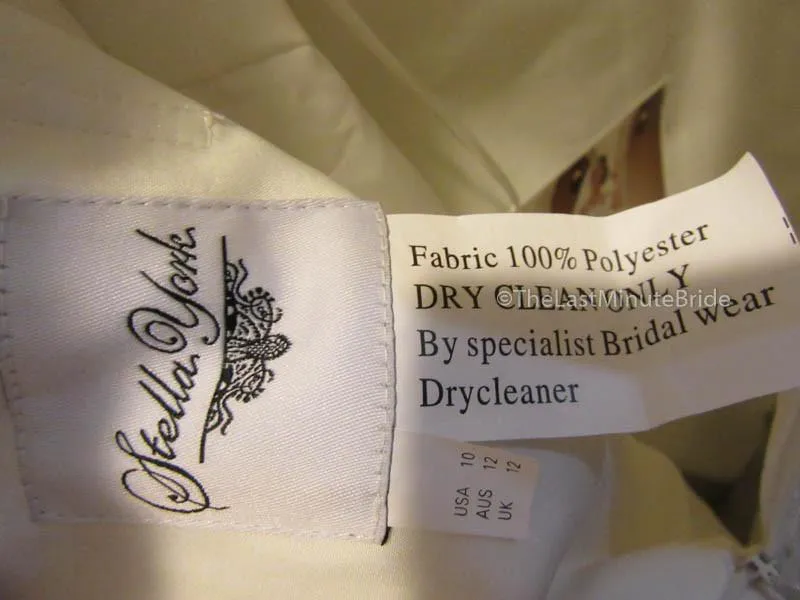 Stella York
Fabric 100% Polyester
DRY CLEAN ONLY
©TheLastMinuteBride
By specialist Bridal Wear
Drycleaner
USA 10
AUS 12
UK 12